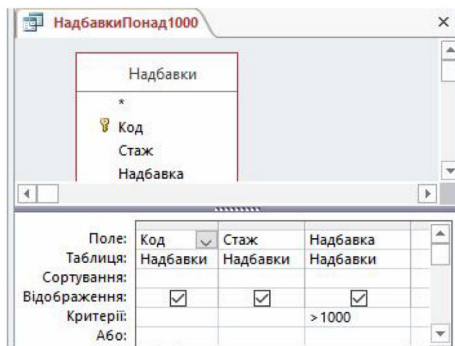 НадбавкиПонад1000
Надбавки
*
Код
Стаж
Надбавка
Поле: Код Стаж Надбавка
Таблиця: Надбавки Надбавки Надбавки
Сортування:
Відображення:
Критерії: >1000
Або: